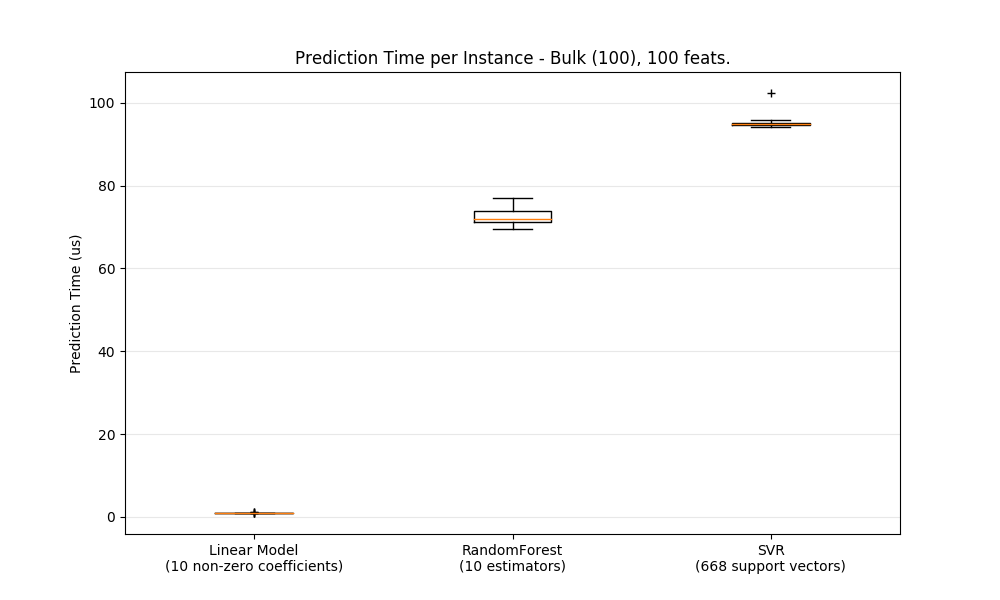 Prediction Time per Instance - Bulk (100), 100 feats.
100
80
60
40
20
0
Prediction Time (us)
Linear Model
(10 non-zero coefficients)
RandomForest
(10 estimators)
SVR
(668 support vectors)